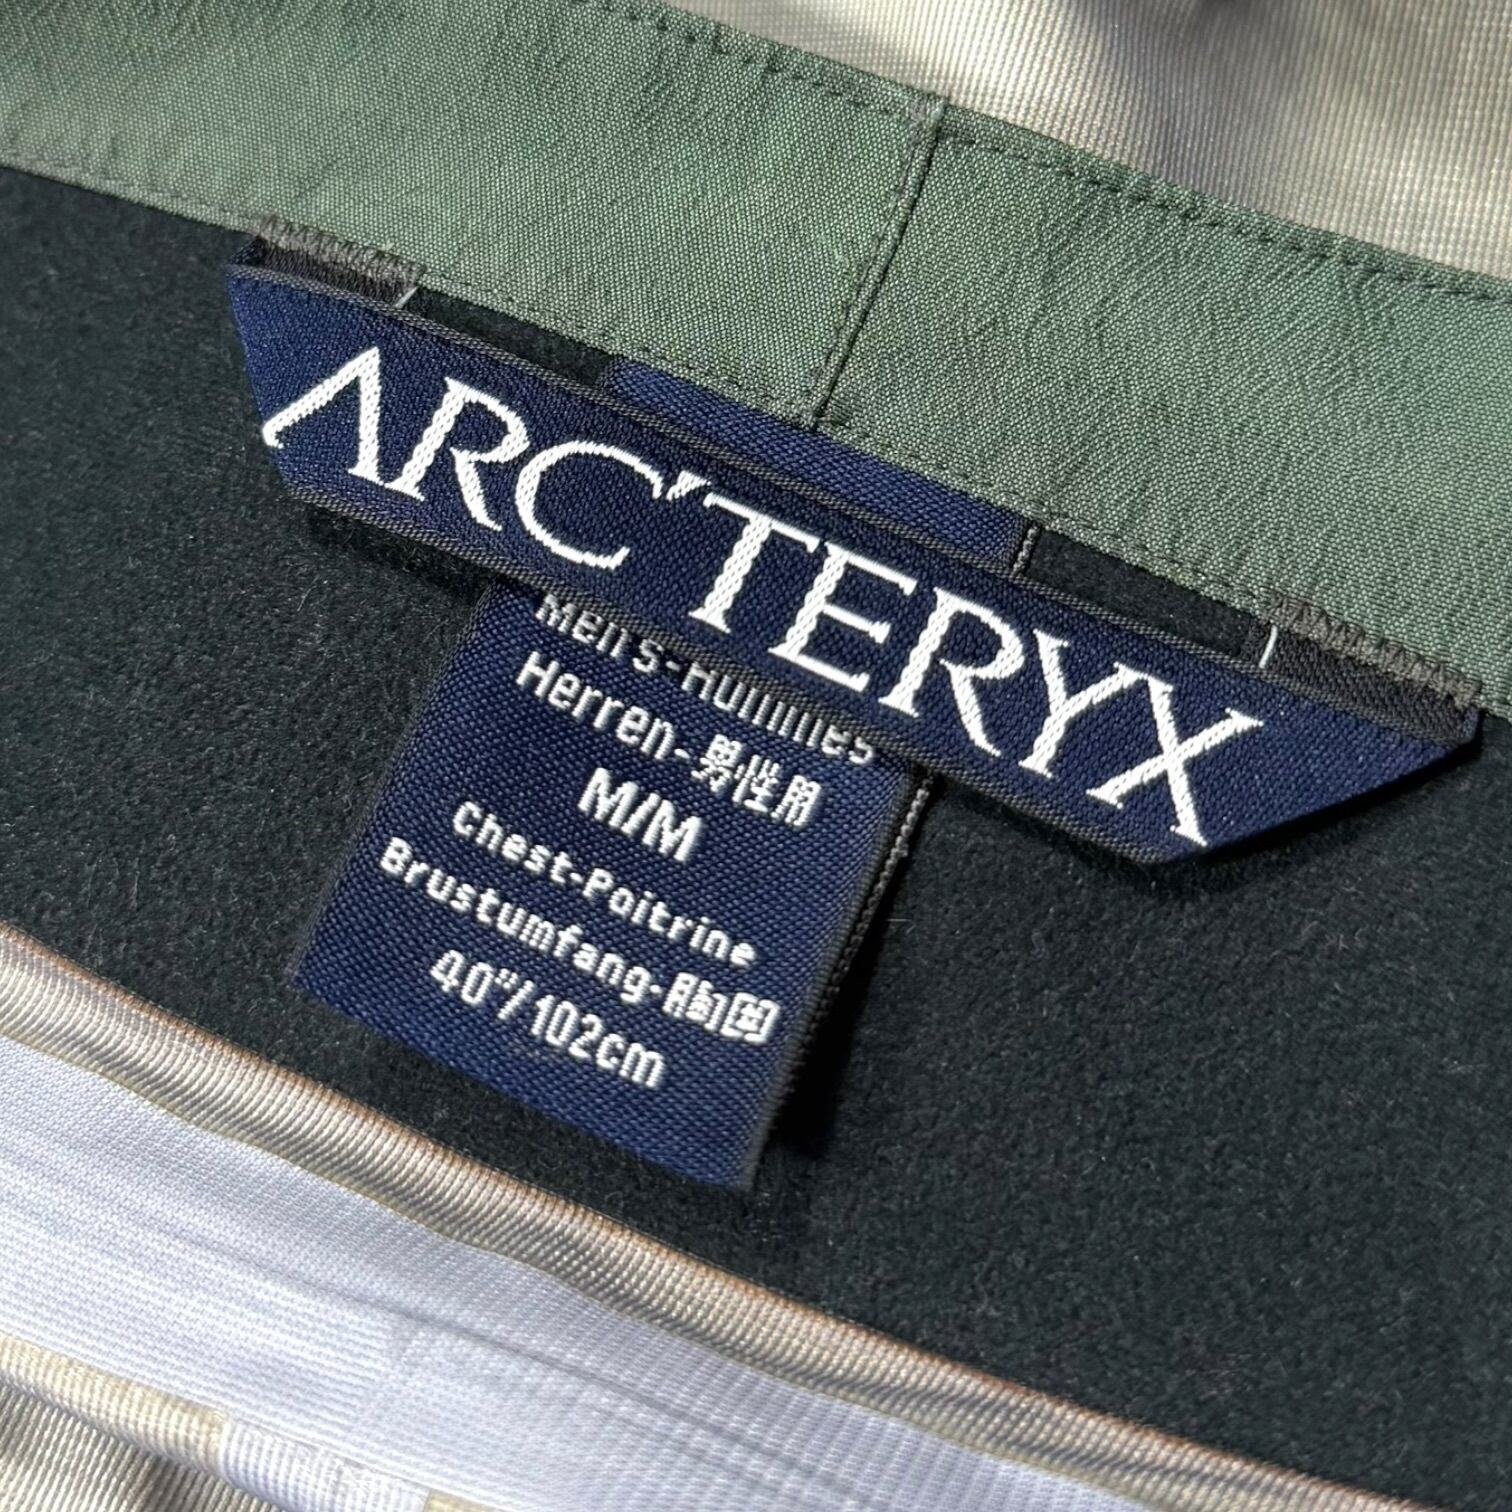 ARC'TERYX
Men's-Hommes
Herren-男性用
M/M
Chest-Poitrine
Brustumfang-胸囲
40"/102cm